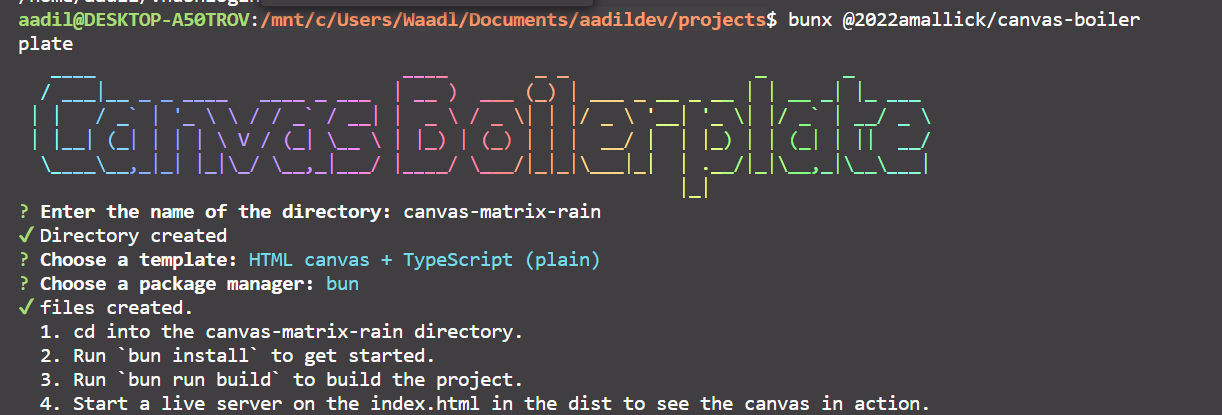 aadil@DESKTOP-A50TROV:/mnt/c/Users/Waadl/Documents/aadildev/projects$ bunx @2022amallick/canvas-boiler
plate
Canvas Boilerplate
? Enter the name of the directory: canvas-matrix-rain
✔ Directory created
? Choose a template: HTML canvas + TypeScript (plain)
? Choose a package manager: bun
✔ files created.
1. cd into the canvas-matrix-rain directory.
2. Run `bun install` to get started.
3. Run `bun run build` to build the project.
4. Start a live server on the index.html in the dist to see the canvas in action.